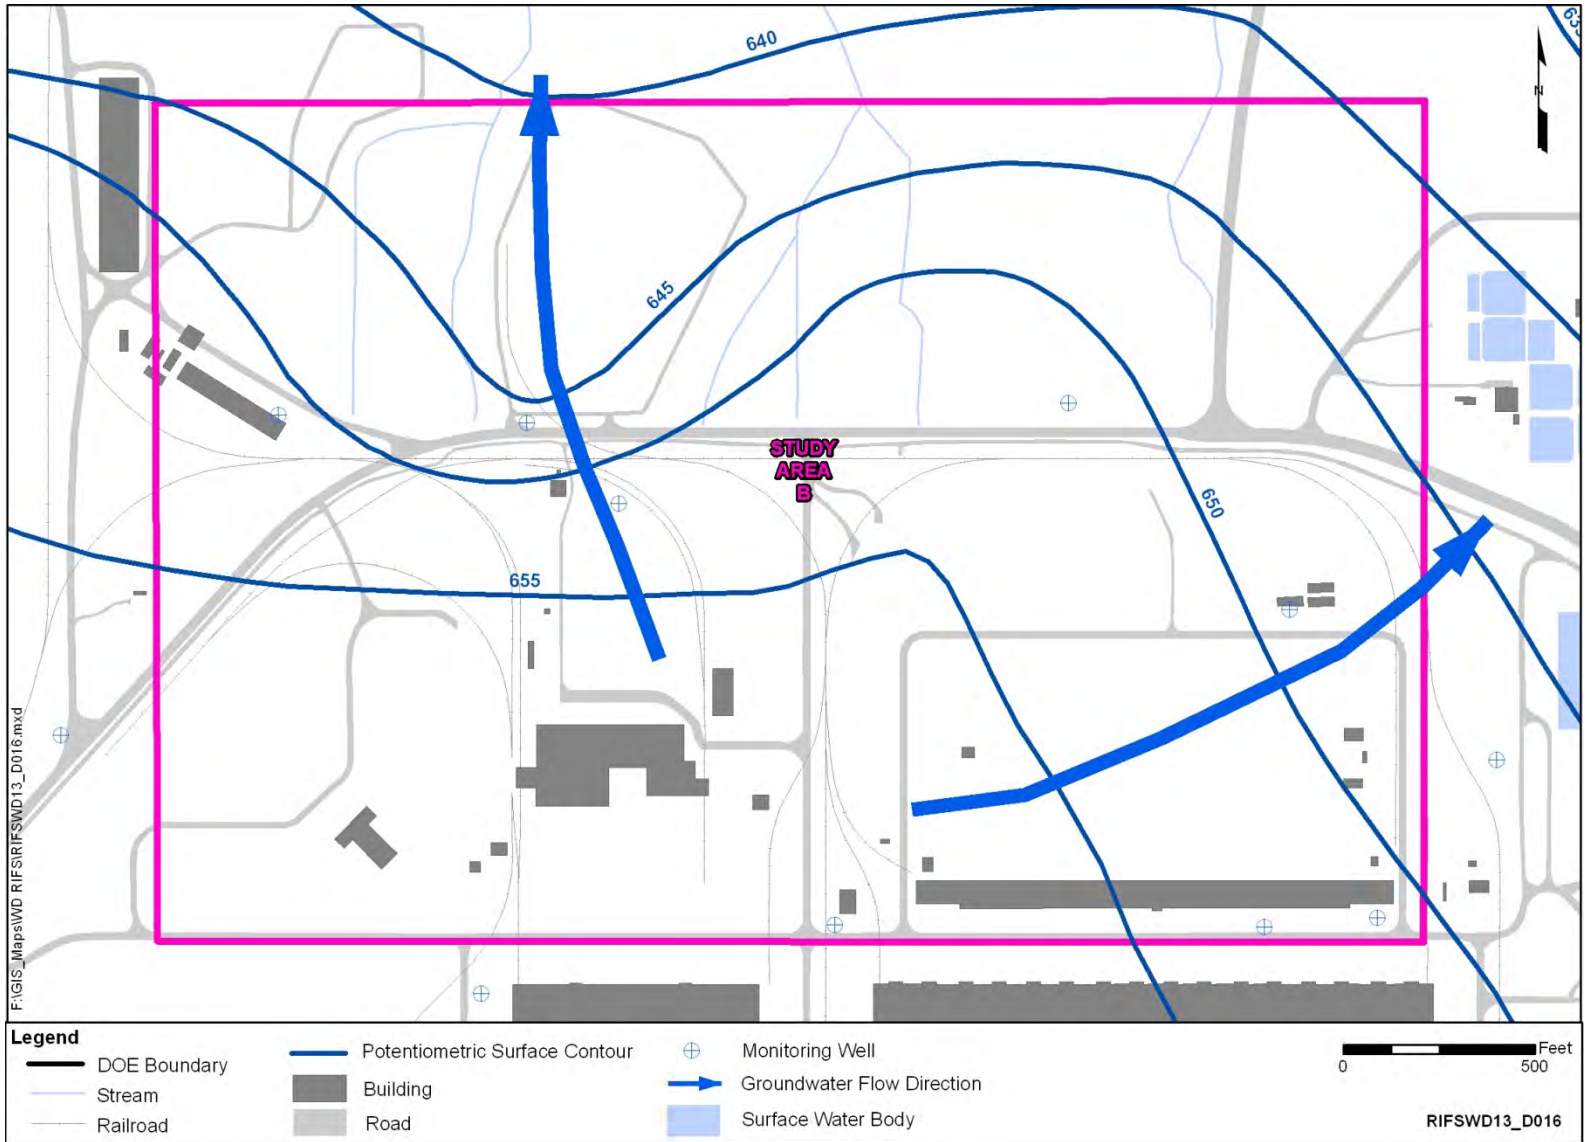 640
635
N
645
STUDY
AREA
B
650
655
F:\GIS_Maps\WD RIFS\RIFSWD13_D016.mxd
Legend
DOE Boundary
Stream
Railroad
Potentiometric Surface Contour
Building
Road
Monitoring Well
Groundwater Flow Direction
Surface Water Body
Feet
0 500
RIFSWD13_D016